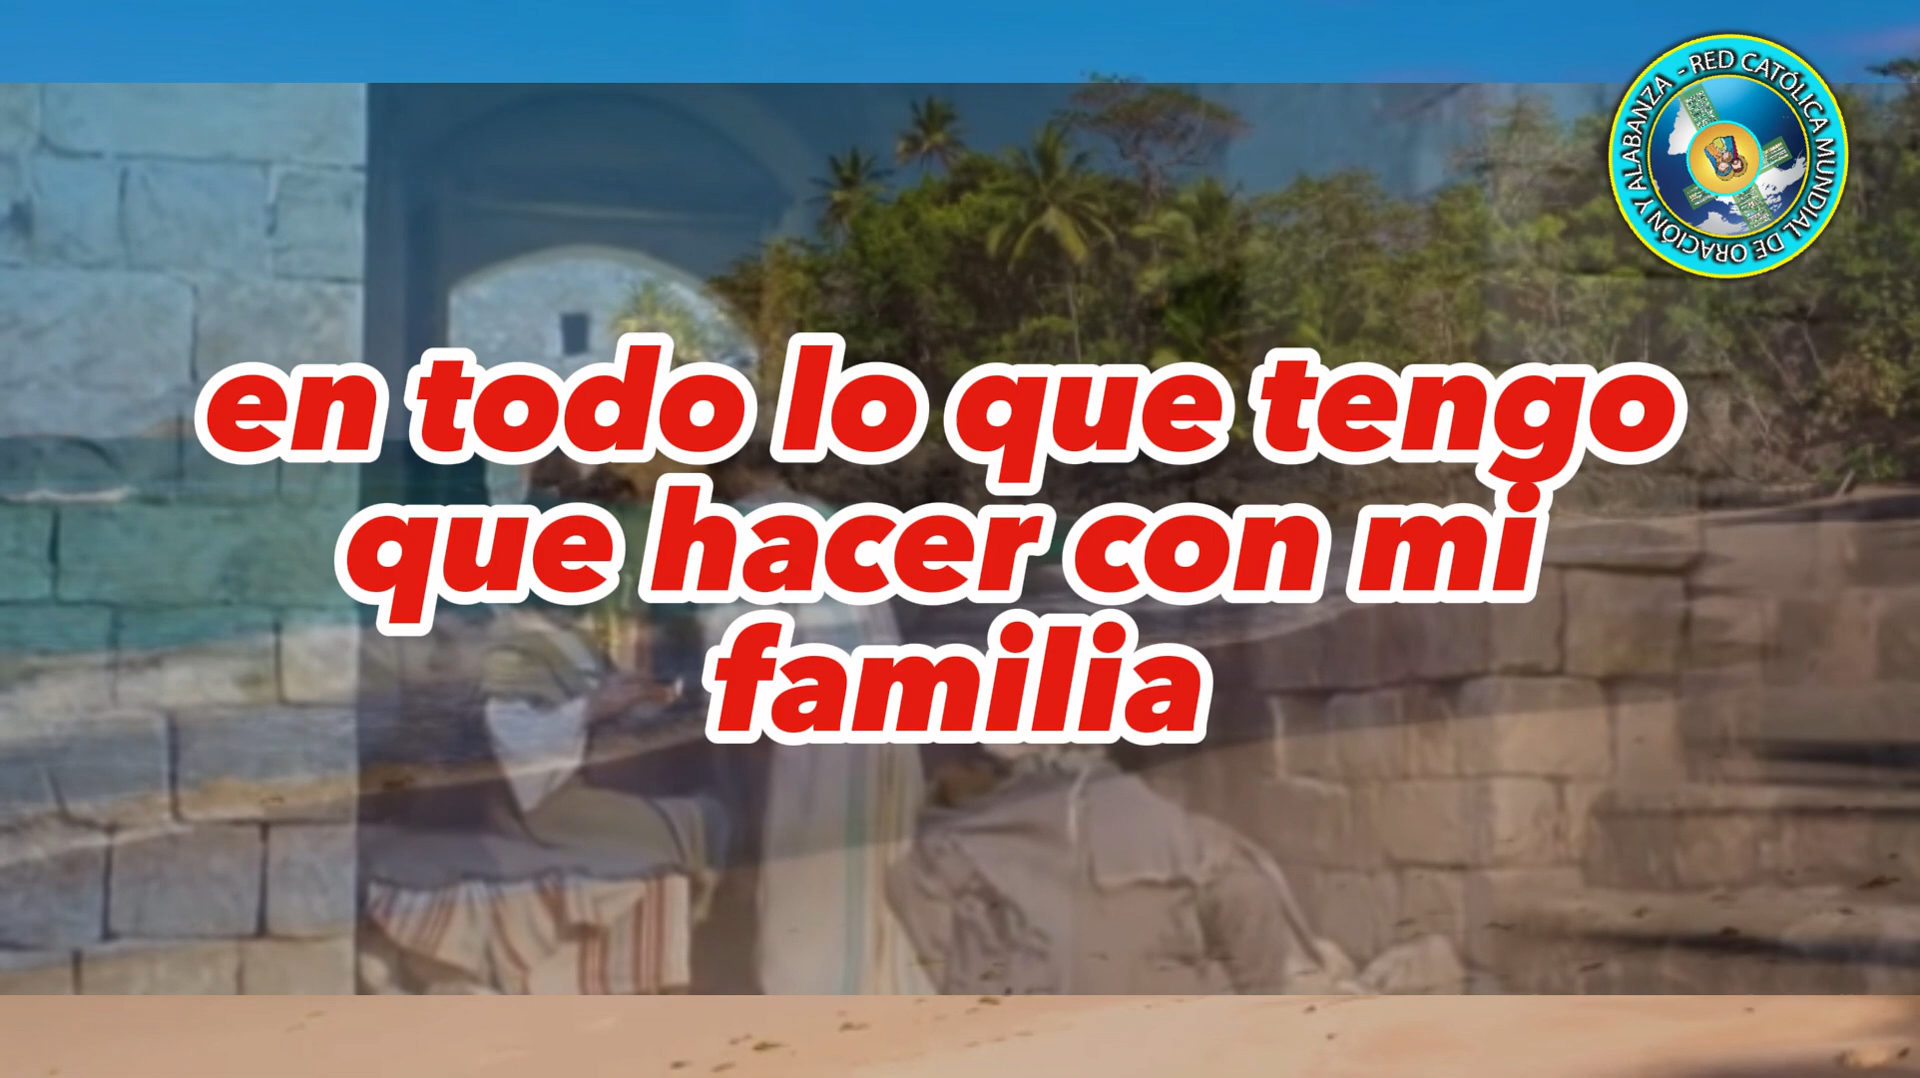 RED CATÓLICA MUNDIAL DE ORACIÓN Y ALABANZA -
en todo lo que tengo
que hacer con mi
familia